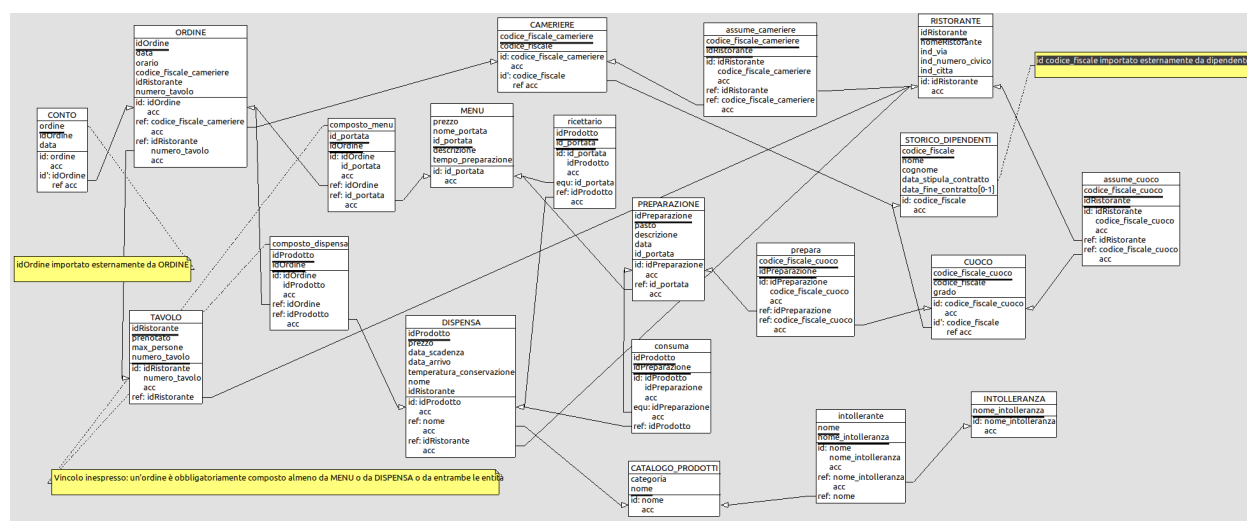 ORDINE
idOrdine
data
orario
codice_fiscale_cameriere
idRistorante
numero_tavolo
id: idOrdine
acc
ref: codice_fiscale_cameriere
acc
ref: idRistorante
numero_tavolo
acc
CAMERIERE
codice_fiscale_cameriere
codice_fiscale
id: codice_fiscale_cameriere
acc
id': codice_fiscale
ref acc
assume_cameriere
codice_fiscale_cameriere
idRistorante
id: idRistorante
codice_fiscale_cameriere
acc
ref: idRistorante
ref: codice_fiscale_cameriere
acc
RISTORANTE
idRistorante
nomeRistorante
ind_via
ind_numero_civico
ind_citta
id: idRistorante
acc
id codice_fiscale importato esternamente da dipendente
CONTO
ordine
idOrdine
data
id: ordine
acc
id': idOrdine
ref acc
composto_menu
id_portata
idOrdine
id: idOrdine
id_portata
acc
ref: idOrdine
ref: id_portata
acc
MENU
prezzo
nome_portata
id_portata
descrizione
tempo_preparazione
id: id_portata
acc
ricettario
idProdotto
id_portata
id: id_portata
idProdotto
acc
equ: id_portata
ref: idProdotto
acc
STORICO_DIPENDENTI
codice_fiscale
nome
cognome
data_stipula_contratto
data_fine_contratto[0-1]
id: codice_fiscale
acc
assume_cuoco
codice_fiscale_cuoco
idRistorante
id: idRistorante
codice_fiscale_cuoco
acc
ref: idRistorante
ref: codice_fiscale_cuoco
acc
PREPARAZIONE
idPreparazione
pasto
descrizione
data
id_portata
id: idPreparazione
acc
ref: id_portata
acc
idOrdine importato esternamente da ORDINE
composto_dispensa
idProdotto
idOrdine
id: idOrdine
idProdotto
acc
ref: idOrdine
ref: idProdotto
acc
prepara
codice_fiscale_cuoco
idPreparazione
id: idPreparazione
codice_fiscale_cuoco
acc
ref: idPreparazione
ref: codice_fiscale_cuoco
acc
CUOCO
codice_fiscale_cuoco
codice_fiscale
grado
id: codice_fiscale_cuoco
acc
id': codice_fiscale
ref acc
TAVOLO
idRistorante
prenotato
max_persone
numero_tavolo
id: idRistorante
numero_tavolo
acc
ref: idRistorante
DISPENSA
idProdotto
prezzo
data_scadenza
data_arrivo
temperatura_conservazione
nome
idRistorante
id: idProdotto
acc
ref: nome
acc
ref: idRistorante
acc
consuma
idProdotto
idPreparazione
id: idProdotto
idPreparazione
acc
equ: idPreparazione
acc
ref: idProdotto
intollerante
nome
nome_intolleranza
id: nome
nome_intolleranza
acc
ref: nome_intolleranza
acc
ref: nome
INTOLLERANZA
nome_intolleranza
id: nome_intolleranza
acc
Vincolo inespresso: un'ordine è obbligatoriamente composto almeno da MENU o da DISPENSA o da entrambe le entità
CATALOGO_PRODOTTI
categoria
nome
id: nome
acc